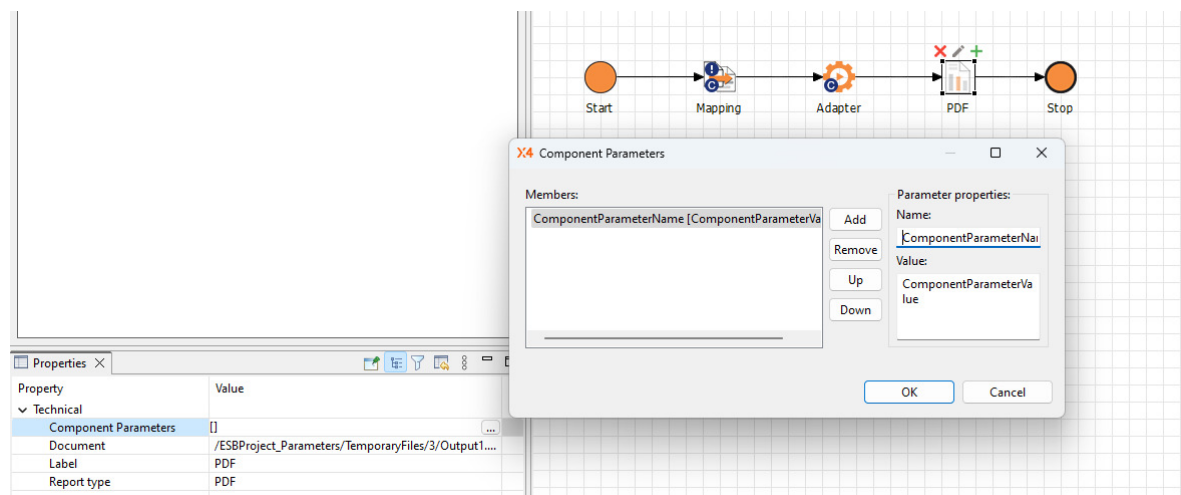 Start
Mapping
Adapter
PDF
Stop
X4 Component Parameters
Members:
ComponentParameterName [ComponentParameterVa
Add
Remove
Up
Down
Parameter properties:
Name:
ComponentParameterNa
Value:
ComponentParameterVa
lue
OK
Cancel
Properties
Property Value
Technical
Component Parameters []
...
Document /ESBProject_Parameters/TemporaryFiles/3/Output1....
Label PDF
Report type PDF